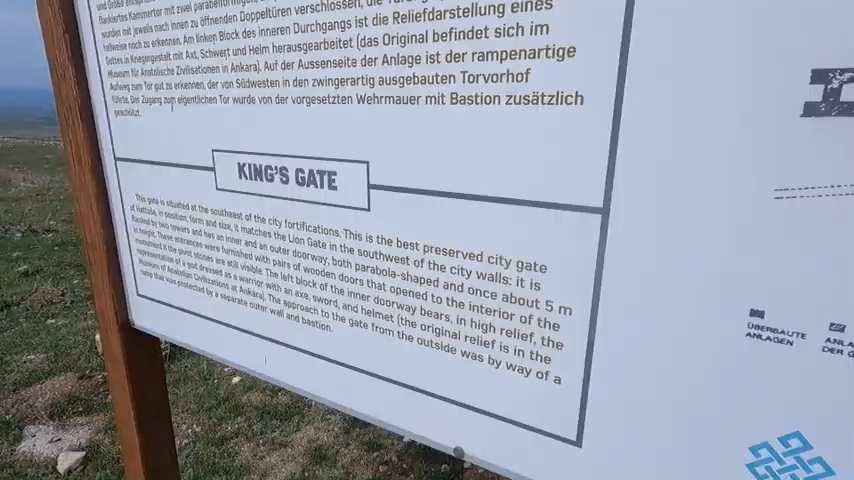 und Größe
flankiertes Kammertor mit zwei parabelförmigen,
wurden mit jeweils nach innen zu öffnenden Doppeltüren verschlossen, die
teilweise noch zu erkennen. Am linken Block des inneren Durchgangs ist die Reliefdarstellung eines
Gottes in Kriegergestalt mit Axt, Schwert und Helm herausgearbeitet (das Original befindet sich im
Museum für Anatolische Zivilisationen in Ankara). Auf der Aussenseite der Anlage ist der rampenartige
Aufweg zum Tor gut zu erkennen, der von Südwesten in den zwingerartig ausgebauten Torvorhof
führte. Der Zugang zum eigentlichen Tor wurde von der vorgesetzten Wehrmauer mit Bastion zusätzlich
geschützt.
KING'S GATE
This gate is situated at the southeast of the city fortifications. This is the best preserved city gate
of Hattuša, in position, form and size, it matches the Lion Gate in the southwest of the city walls: it is
flanked by two towers and has an inner and an outer doorway, both parabola-shaped and once about 5 m
in height. These entrances were furnished with pairs of wooden doors that opened to the interior of the
monument; the pivot stories are still visible. The left block of the inner doorway bears, in high relief, the
representation of a god dressed as a warrior with an axe, sword, and helmet (the original relief is in the
Museum of Anatolian Civilizations at Ankara). The approach to the gate from the outside was by way of a
ramp that was protected by a separate outer wall and bastion.
ÜBERBAUTE
ANLAGEN
ANLA
DER G